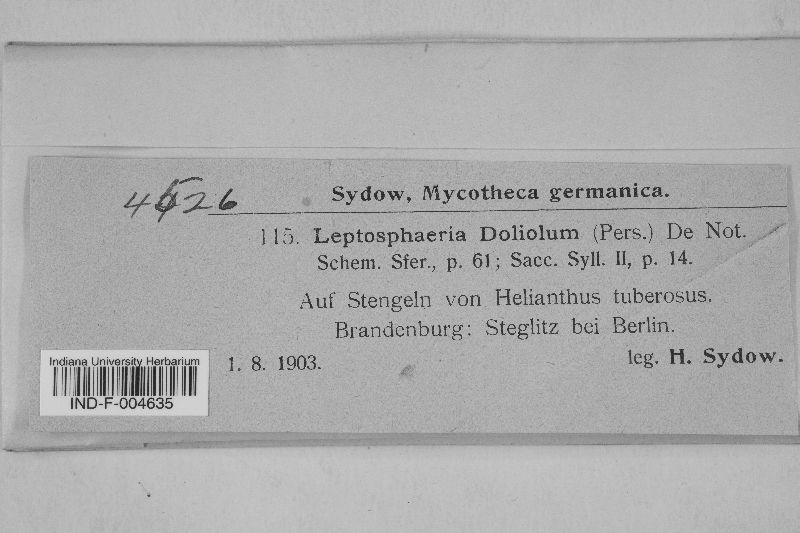 Sydow, Mycotheca germanica.
115. Leptosphaeria Doliolum (Pers.) De Not.
Schem. Sfer., p. 61; Sacc. Syll. II, p. 14.
Auf Stengeln von Helianthus tuberosus.
Brandenburg: Steglitz bei Berlin.
1. 8. 1903. leg. H. Sydow.
Indiana University Herbarium
IND-F-004635